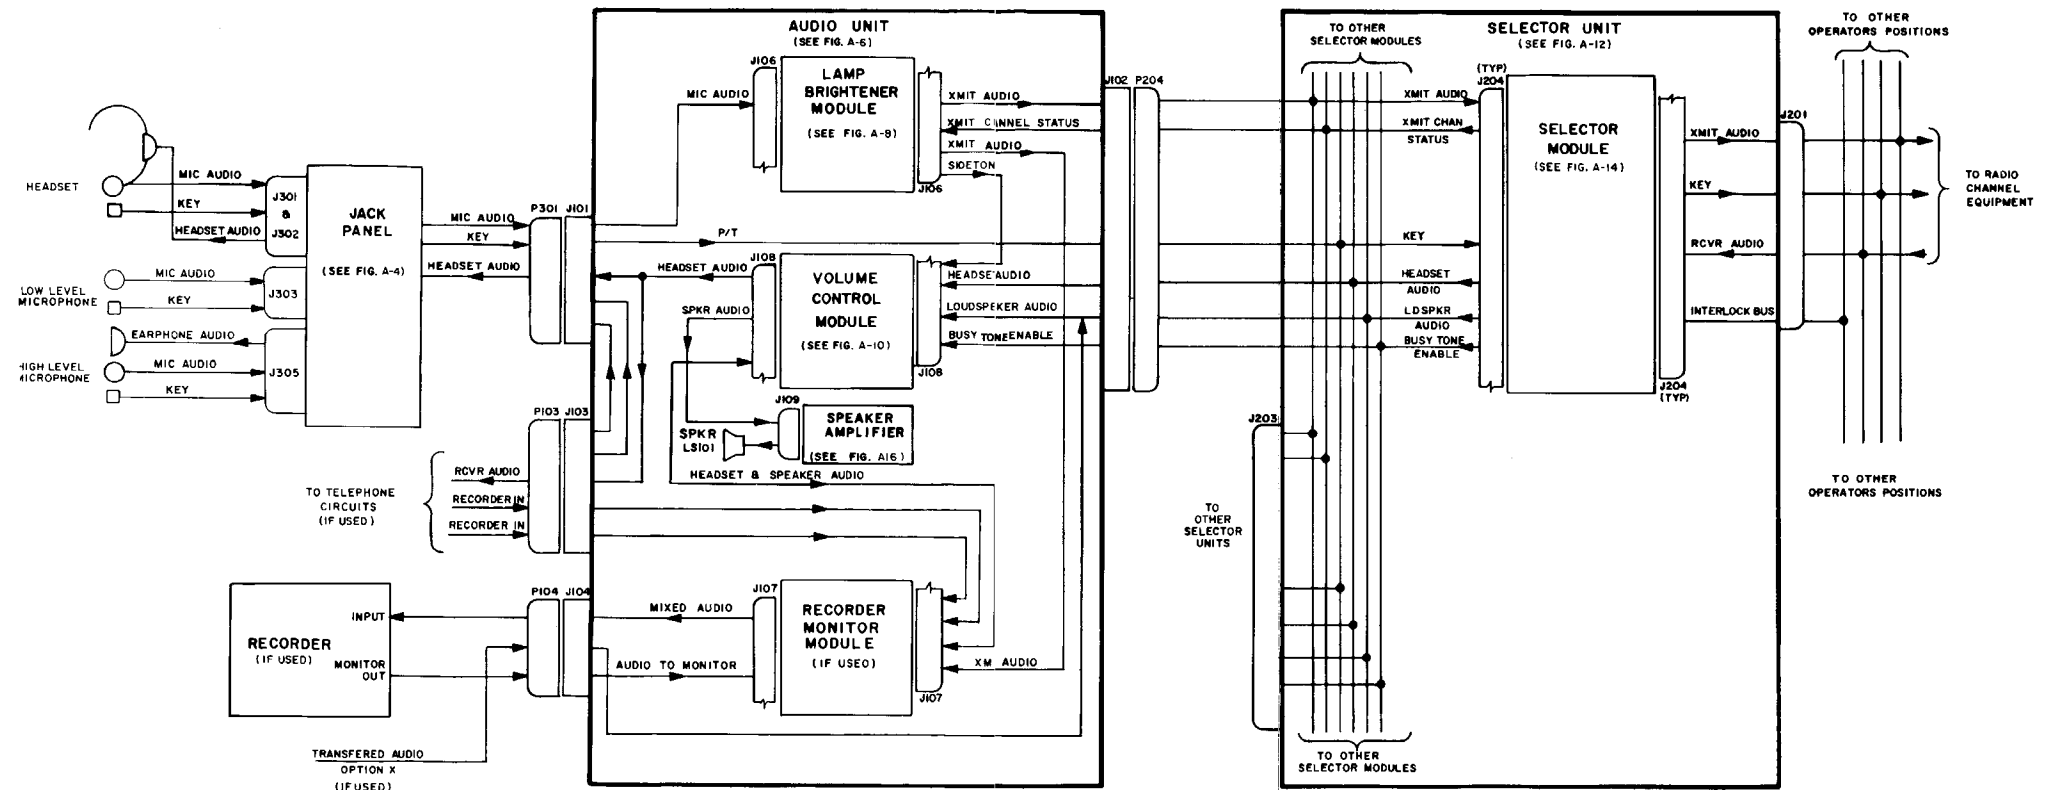 AUDIO UNIT
(SEE FIG. A-6)
J106
LAMP
BRIGHTENER
MODULE
(SEE FIG. A-8)
MIC AUDIO
XMIT AUDIO
XMIT C NNEL STATUS
XMIT AUDIO
SIDETON
J106
J102
P204
HEADSET
MIC AUDIO
KEY
HEADSET AUDIO
J301
&
J302
JACK
PANEL
(SEE FIG. A-4)
LOW LEVEL
MICROPHONE
MIC AUDIO
KEY
J303
HIGH LEVEL
MICROPHONE
EARPHONE AUDIO
MIC AUDIO
KEY
J305
MIC AUDIO
KEY
HEADSET AUDIO
P301
J101
P/T
HEADSET AUDIO
SPKR AUDIO
J108
VOLUME
CONTROL
MODULE
(SEE FIG. A-10)
HEADSE AUDIO
LOUDSPEKER AUDIO
BUSY TONE ENABLE
J108
J109
SPEAKER
AMPLIFIER
(SEE FIG. A16)
SPKR
LS101
HEADSET & SPEAKER AUDIO
P103
J103
TO TELEPHONE
CIRCUITS
(IF USED)
RCVR AUDIO
RECORDER IN
RECORDER IN
P104
J104
RECORDER
(IF USED)
INPUT
MONITOR
OUT
TRANSFERED AUDIO
OPTION X
(IF USED)
MIXED AUDIO
AUDIO TO MONITOR
J107
RECORDER
MONITOR
MODULE
(IF USED)
XM AUDIO
J107
SELECTOR UNIT
(SEE FIG. A-12)
TO OTHER
SELECTOR MODULES
(TYP)
J204
XMIT AUDIO
XMIT CHAN
STATUS
KEY
HEADSET
AUDIO
LDSPKR
AUDIO
BUSY TONE
ENABLE
SELECTOR
MODULE
(SEE FIG. A-14)
J204
(TYP)
XMIT AUDIO
KEY
RCVR AUDIO
INTERLOCK BUS
J201
J203
TO
OTHER
SELECTOR
UNITS
TO OTHER
SELECTOR MODULES
TO OTHER
OPERATORS POSITIONS
TO RADIO
CHANNEL
EQUIPMENT
TO OTHER
OPERATORS POSITIONS